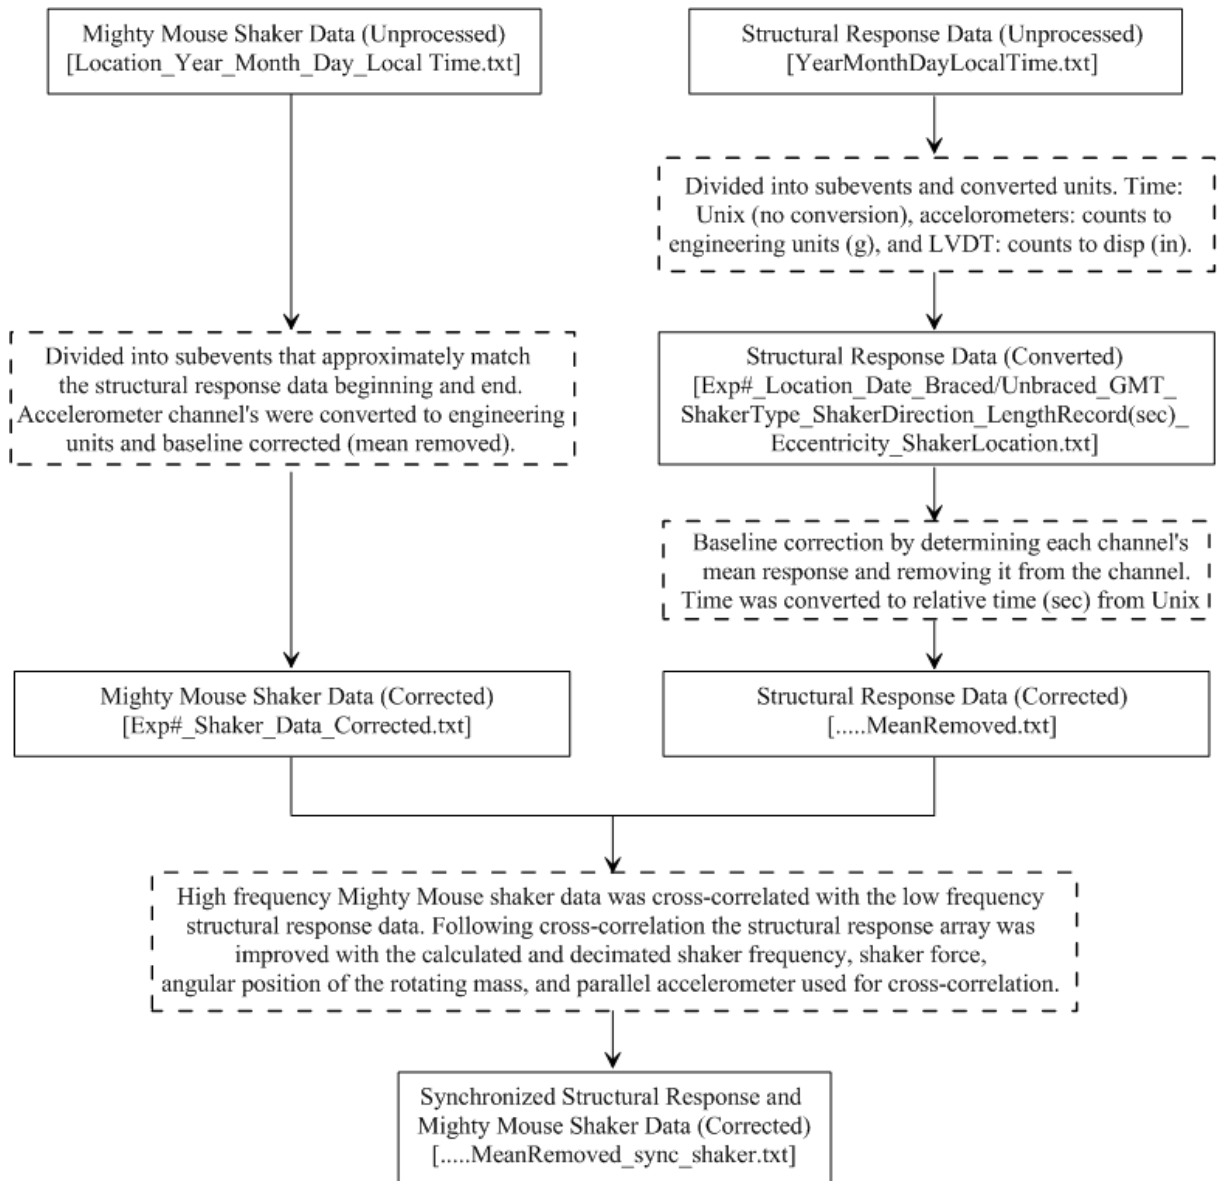 Mighty Mouse Shaker Data (Unprocessed)
[Location_Year_Month_Day_Local Time.txt]
Structural Response Data (Unprocessed)
[YearMonthDayLocalTime.txt]
Divided into subevents and converted units. Time:
Unix (no conversion), accelorometers: counts to
engineering units (g), and LVDT: counts to disp (in).
Divided into subevents that approximately match
the structural response data beginning and end.
Accelerometer channel's were converted to engineering
units and baseline corrected (mean removed).
Structural Response Data (Converted)
[Exp#_Location_Date_Braced/Unbraced_GMT_
ShakerType_ShakerDirection_LengthRecord(sec)_
Eccentricity_ShakerLocation.txt]
Baseline correction by determining each channel's
mean response and removing it from the channel.
Time was converted to relative time (sec) from Unix
Mighty Mouse Shaker Data (Corrected)
[Exp#_Shaker_Data_Corrected.txt]
Structural Response Data (Corrected)
[.....MeanRemoved.txt]
High frequency Mighty Mouse shaker data was cross-correlated with the low frequency
structural response data. Following cross-correlation the structural response array was
improved with the calculated and decimated shaker frequency, shaker force,
angular position of the rotating mass, and parallel accelerometer used for cross-correlation.
Synchronized Structural Response and
Mighty Mouse Shaker Data (Corrected)
[.....MeanRemoved_sync_shaker.txt]